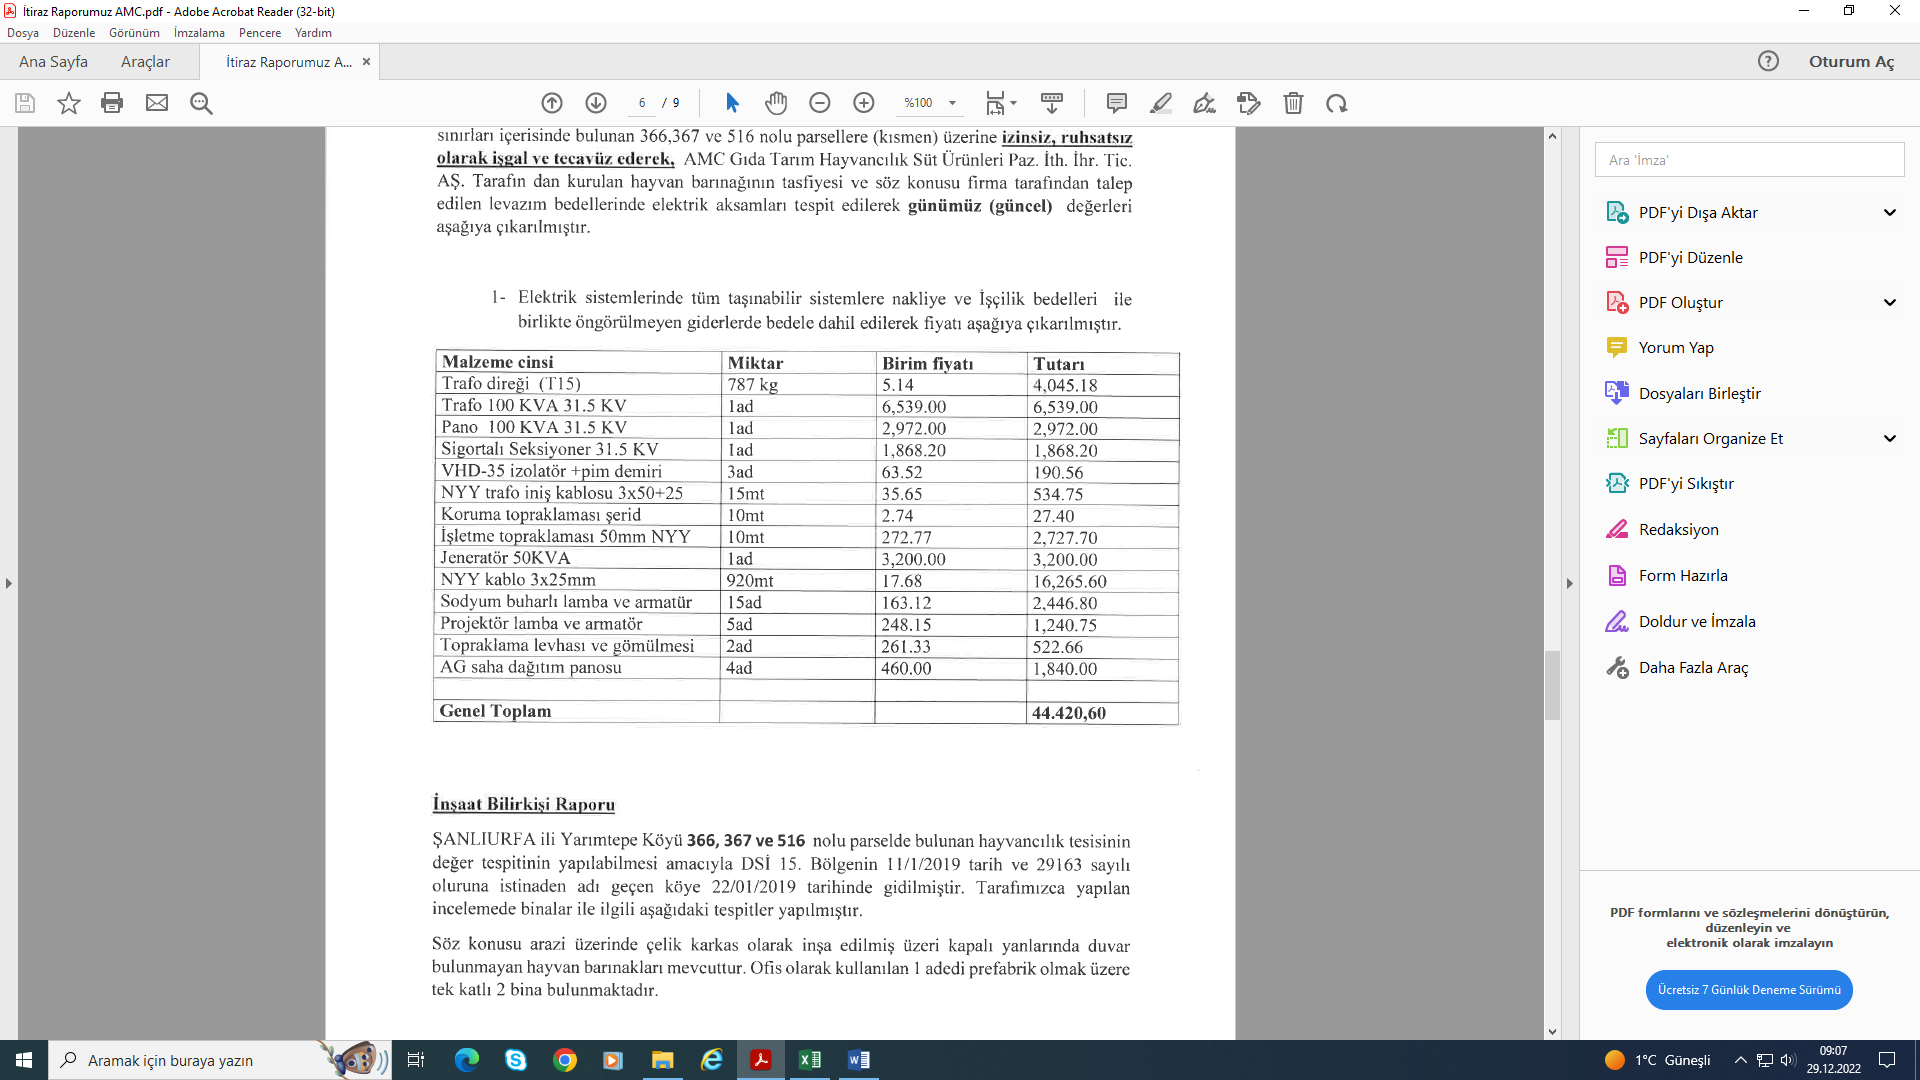 İtiraz Raporumuz AMC.pdf - Adobe Acrobat Reader (32-bit)
Dosya Düzenle Görünüm İmzalama Pencere Yardım
Ana Sayfa Araçlar İtiraz Raporumuz A... × Oturum Aç
6 / 9 %100
sınırları içerisinde bulunan 366,367 ve 516 nolu parsellere (kısmen) üzerine izinsiz, ruhsatsız
olarak işgal ve tecavüz ederek, AMC Gıda Tarım Hayvancılık Süt Ürünleri Paz. İth. İhr. Tic.
AŞ. Tarafın dan kurulan hayvan barınağının tasfiyesi ve söz konusu firma tarafından talep
edilen levazım bedellerinde elektrik aksamları tespit edilerek günümüz (güncel) değerleri
aşağıya çıkarılmıştır.
1- Elektrik sistemlerinde tüm taşınabilir sistemlere nakliye ve İşçilik bedelleri ile
birlikte öngörülmeyen giderlerde bedele dahil edilerek fiyatı aşağıya çıkarılmıştır.
Malzeme cinsi Miktar Birim fiyatı Tutarı
Trafo direği (T15) 787 kg 5.14 4,045.18
Trafo 100 KVA 31.5 KV 1ad 6,539.00 6,539.00
Pano 100 KVA 31.5 KV 1ad 2,972.00 2,972.00
Sigortalı Seksiyoner 31.5 KV 1ad 1,868.20 1,868.20
VHD-35 izolatör +pim demiri 3ad 63.52 190.56
NYY trafo iniş kablosu 3x50+25 15mt 35.65 534.75
Koruma topraklaması şerid 10mt 2.74 27.40
İşletme topraklaması 50mm NYY 10mt 272.77 2,727.70
Jeneratör 50KVA 1ad 3,200.00 3,200.00
NYY kablo 3x25mm 920mt 17.68 16,265.60
Sodyum buharlı lamba ve armatür 15ad 163.12 2,446.80
Projektör lamba ve armatör 5ad 248.15 1,240.75
Topraklama levhası ve gömülmesi 2ad 261.33 522.66
AG saha dağıtım panosu 4ad 460.00 1,840.00
Genel Toplam 44.420,60
İnşaat Bilirkişi Raporu
ŞANLIURFA ili Yarımtepe Köyü 366, 367 ve 516 nolu parselde bulunan hayvancılık tesisinin
değer tespitinin yapılabilmesi amacıyla DSİ 15. Bölgenin 11/1/2019 tarih ve 29163 sayılı
oluruna istinaden adı geçen köye 22/01/2019 tarihinde gidilmiştir. Tarafımızca yapılan
incelemede binalar ile ilgili aşağıdaki tespitler yapılmıştır.
Söz konusu arazi üzerinde çelik karkas olarak inşa edilmiş üzeri kapalı yanlarında duvar
bulunmayan hayvan barınakları mevcuttur. Ofis olarak kullanılan 1 adedi prefabrik olmak üzere
tek katlı 2 bina bulunmaktadır.
Ara 'İmza'
PDF'yi Dışa Aktar
PDF'yi Düzenle
PDF Oluştur
Yorum Yap
Dosyaları Birleştir
Sayfaları Organize Et
PDF'yi Sıkıştır
Redaksiyon
Form Hazırla
Doldur ve İmzala
Daha Fazla Araç
PDF formlarını ve sözleşmelerini dönüştürün,
düzenleyin ve
elektronik olarak imzalayın
Ücretsiz 7 Günlük Deneme Sürümü
Aramak için buraya yazın
1°C Güneşli
09:07
29.12.2022